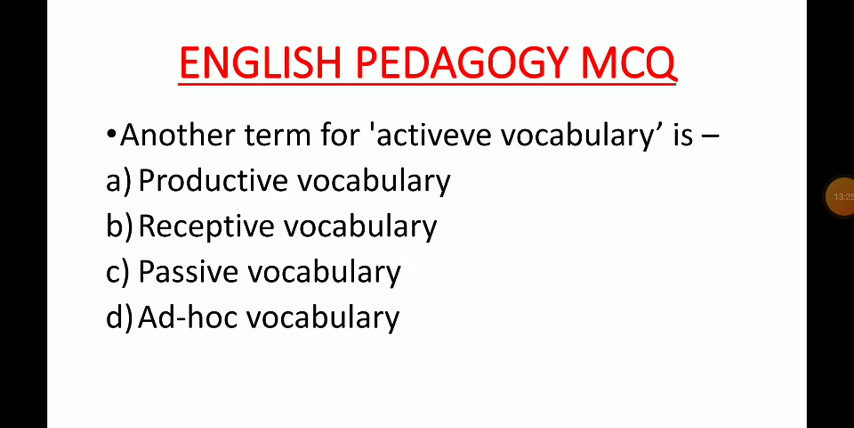 ENGLISH PEDAGOGY MCQ
•Another term for 'activeve vocabulary’ is –
a) Productive vocabulary
b) Receptive vocabulary
c) Passive vocabulary
d) Ad-hoc vocabulary